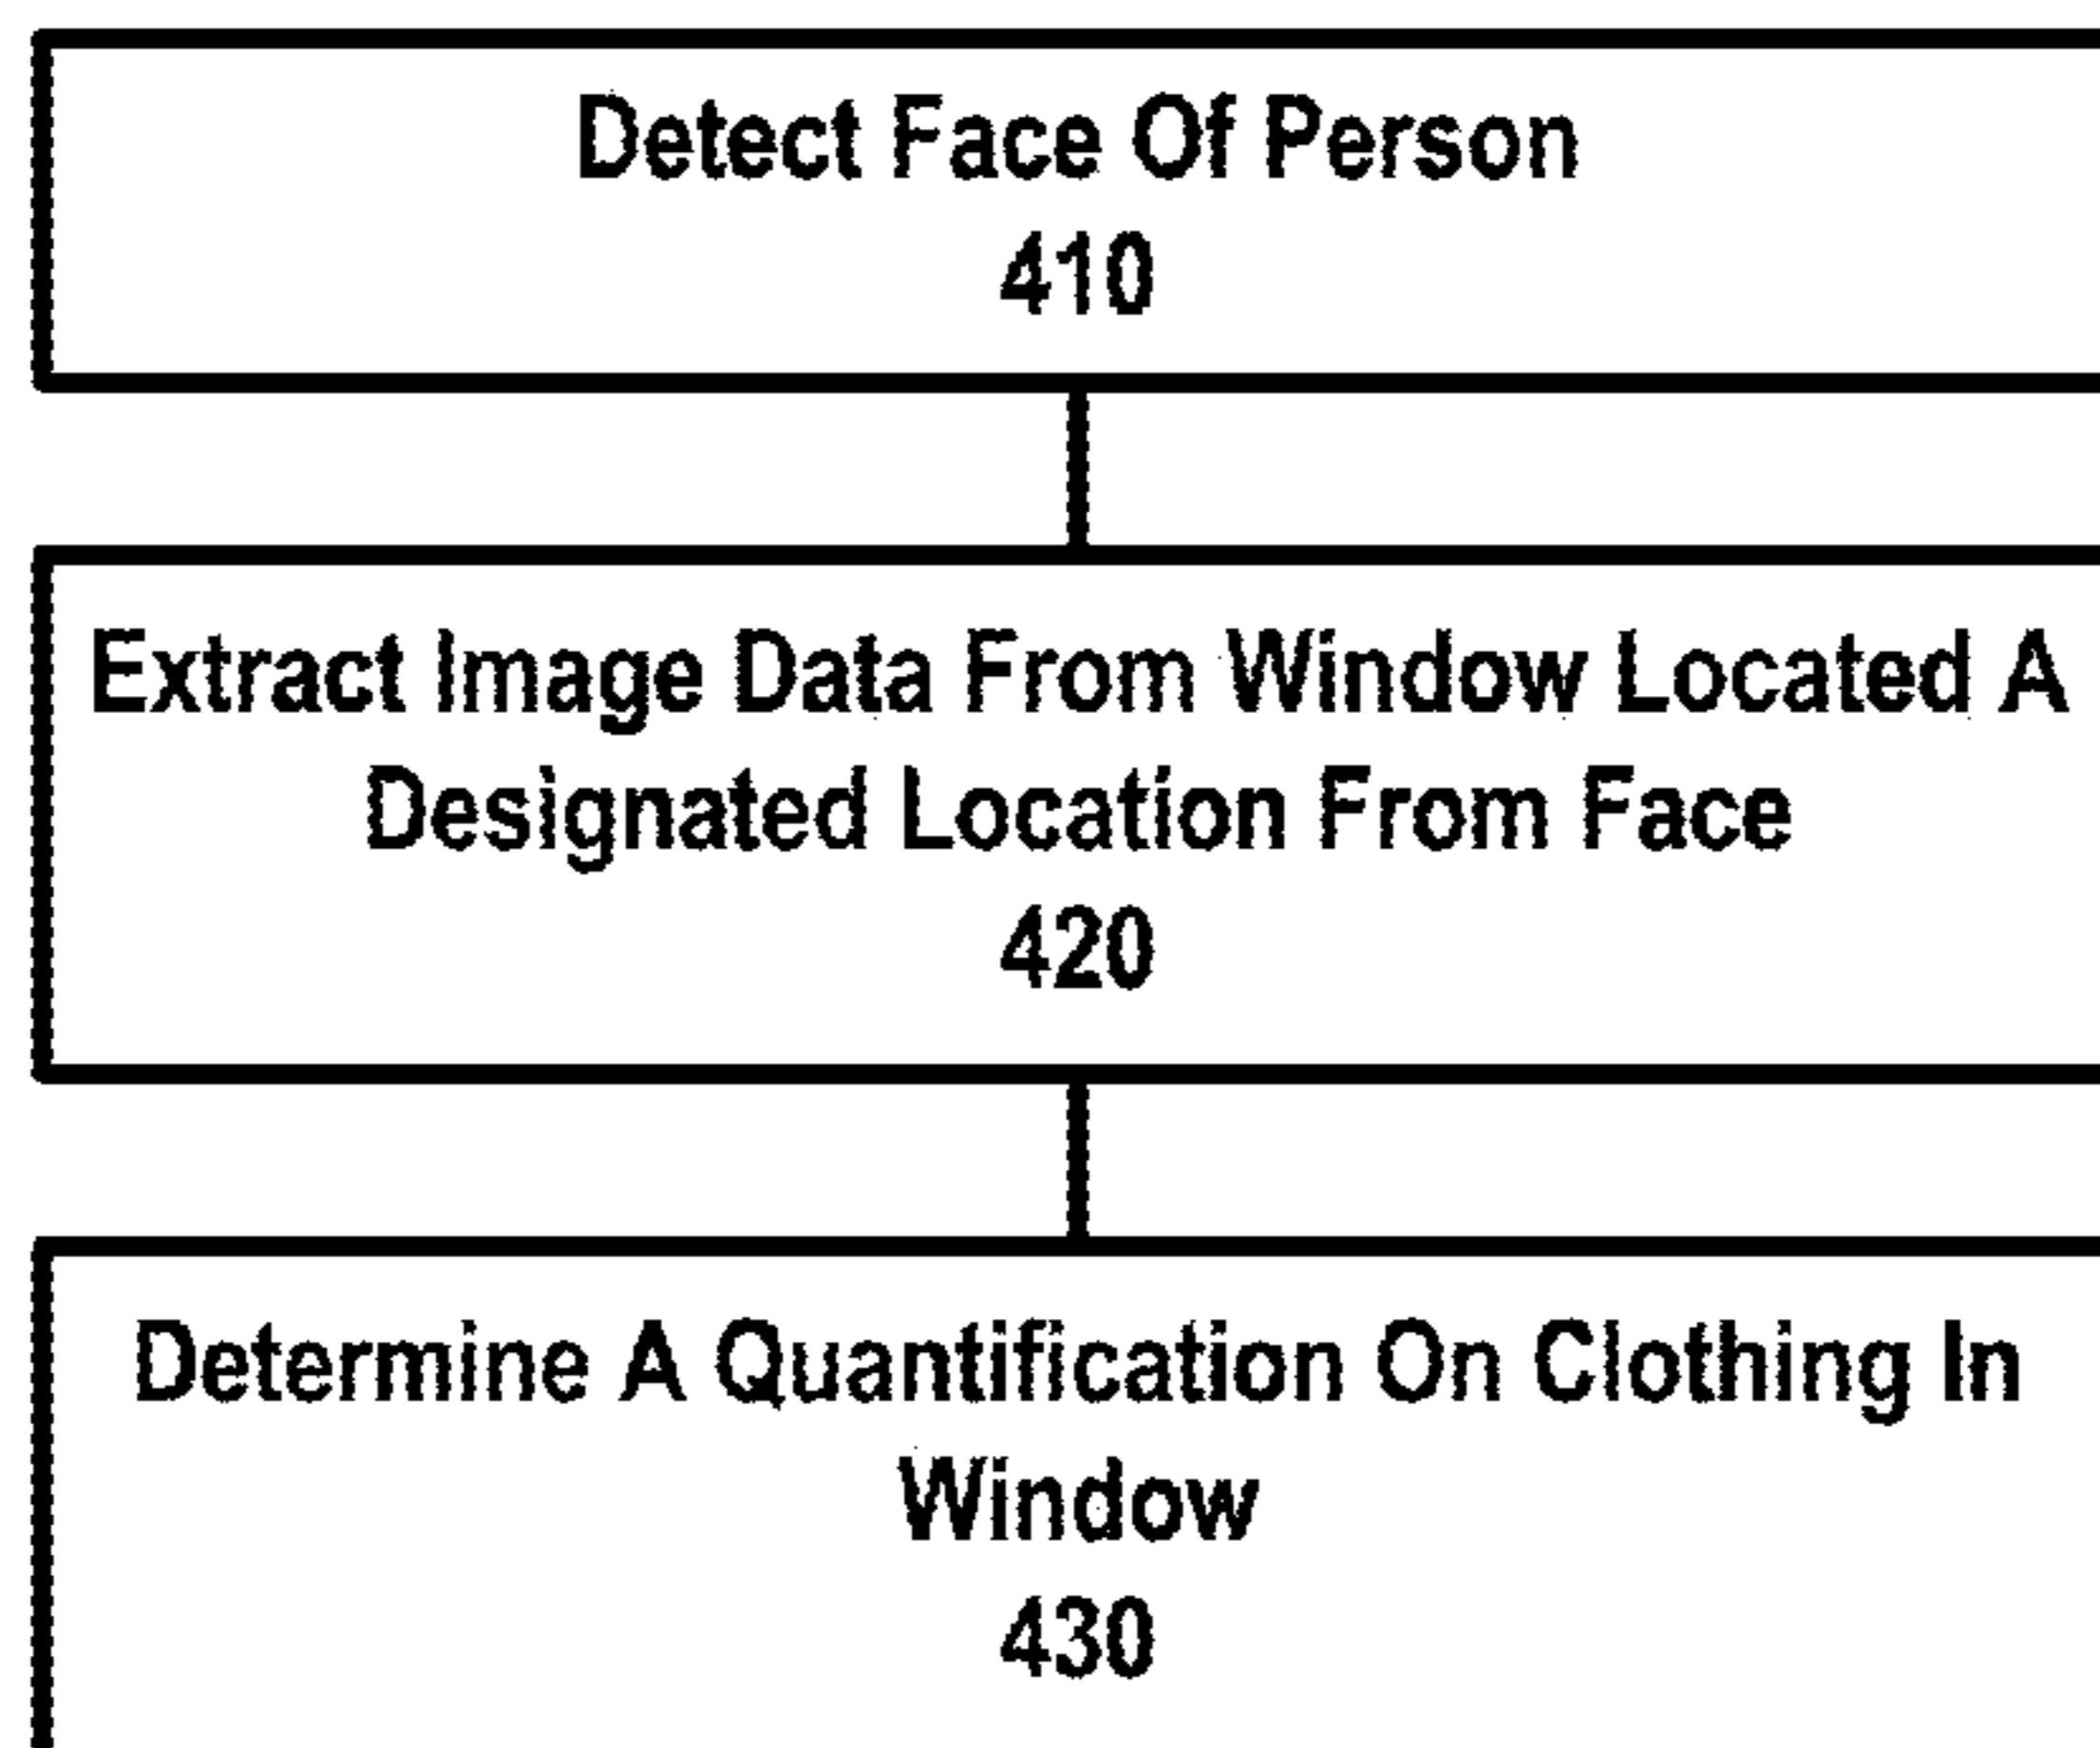 Detect Face Of Person
410
Extract Image Data From Window Located A
Designated Location From Face
420
Determine A Quantification On Clothing In
Window
430